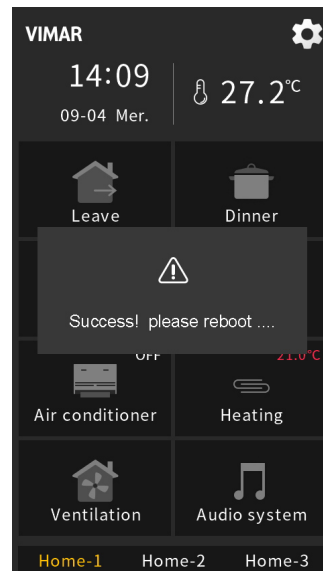 VIMAR
14:09
27.2°C
09-04 Mer.
Leave
Dinner
Success! please reboot ....
OFF
21.0°C
Air conditioner
Heating
Ventilation
Audio system
Home-1
Home-2
Home-3